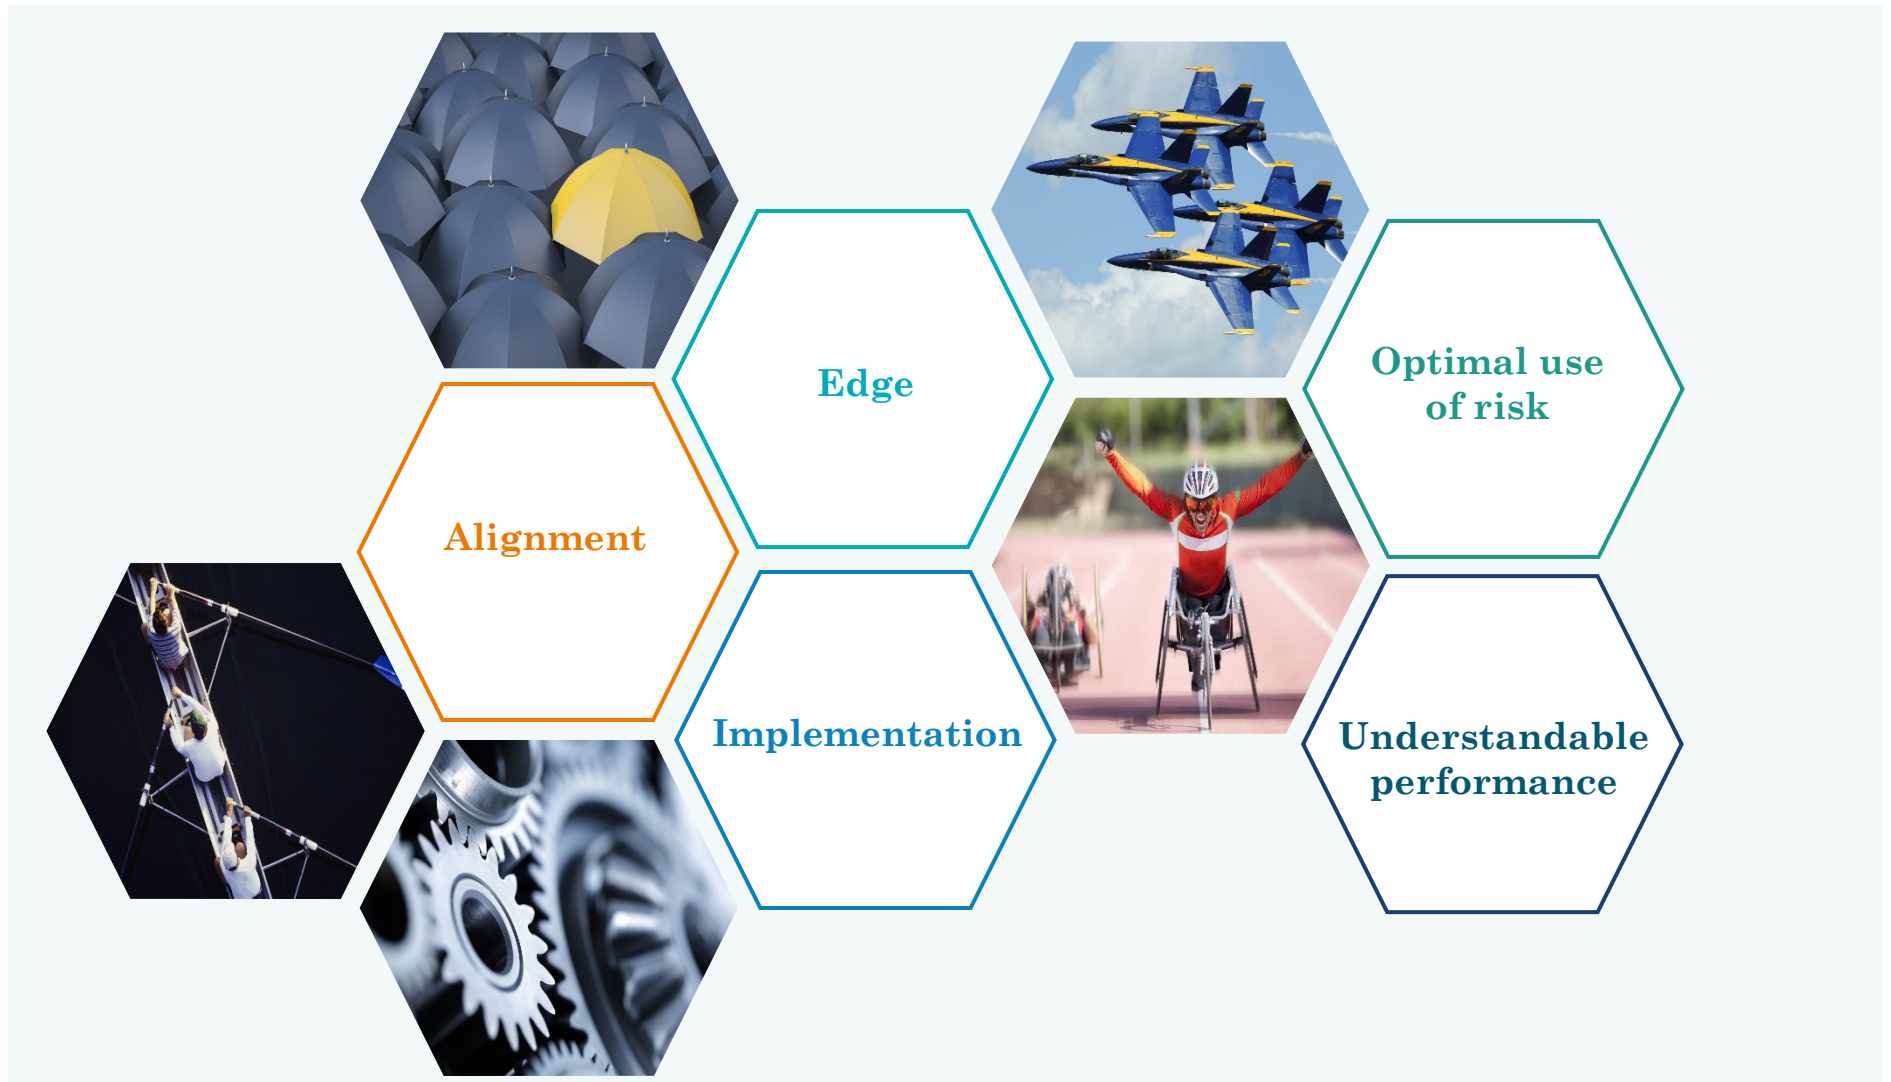 Edge
Optimal use
of risk
Alignment
Implementation
Understandable
performance